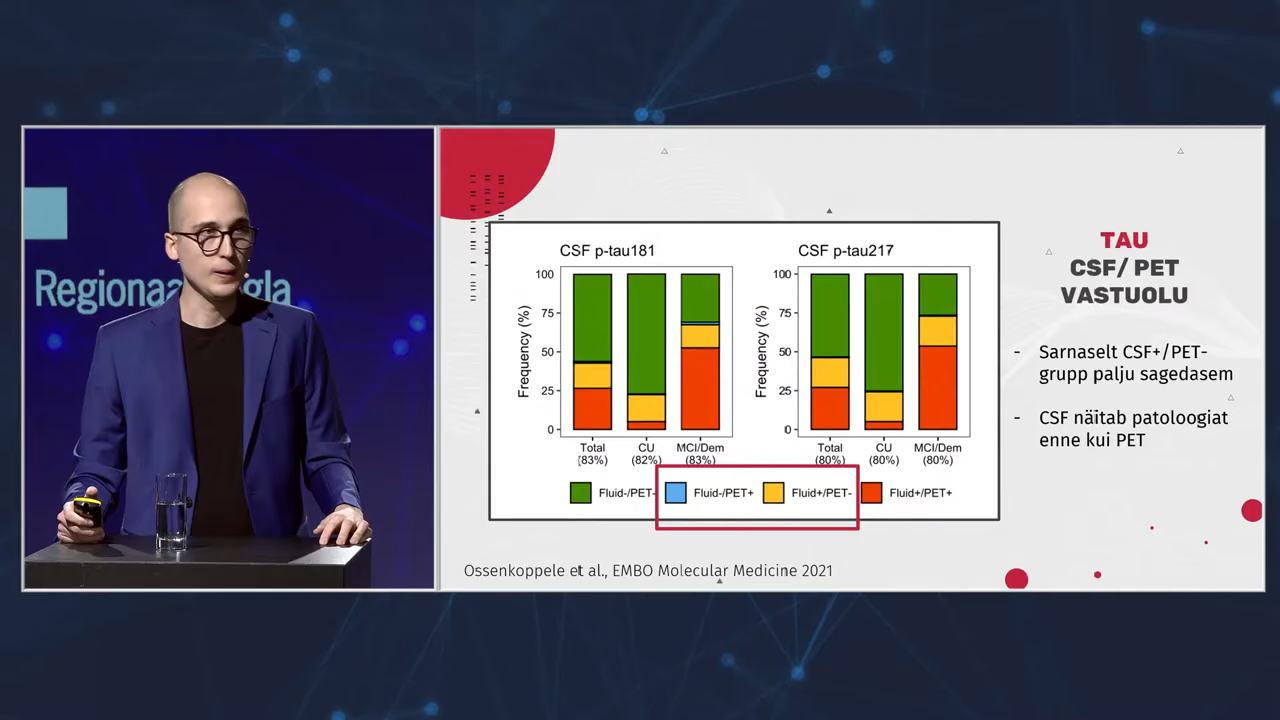 Regionaa gla
CSF p-tau181
CSF p-tau217
Frequency (%)
100
75
50
25
0
Total
(83%)
CU
(82%)
MCI/Dem
(83%)
Frequency (%)
100
75
50
25
0
Total
(80%)
CU
(80%)
MCI/Dem
(80%)
Fluid-/PET-
Fluid-/PET+
Fluid+/PET-
Fluid+/PET+
Ossenkoppele et al., EMBO Molecular Medicine 2021
TAU
CSF/ PET
VASTUOLU
- Sarnaselt CSF+/PET-
grupp palju sagedasem
- CSF näitab patoloogiat
enne kui PET